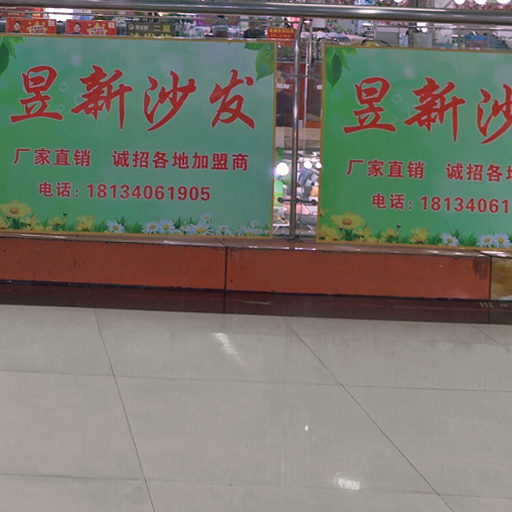 昱新沙发
厂家直销 诚招各地加盟商
电话：18134061905
昱新沙
厂家直销 诚招各地
电话：181340619